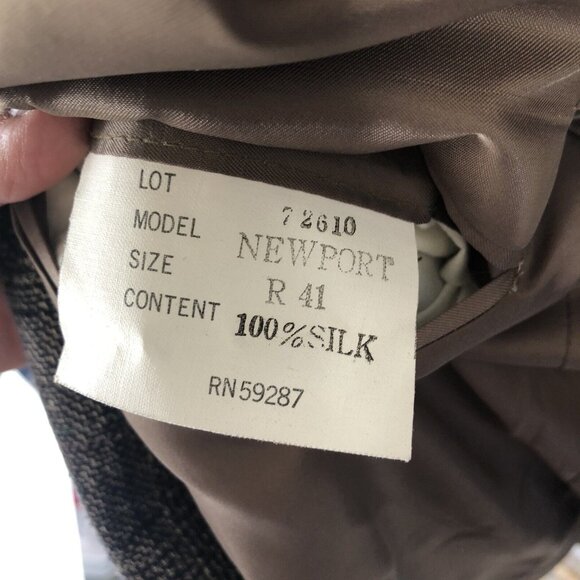 LOT 72610
MODEL NEWPORT
SIZE R 41
CONTENT 100%SILK
RN59287